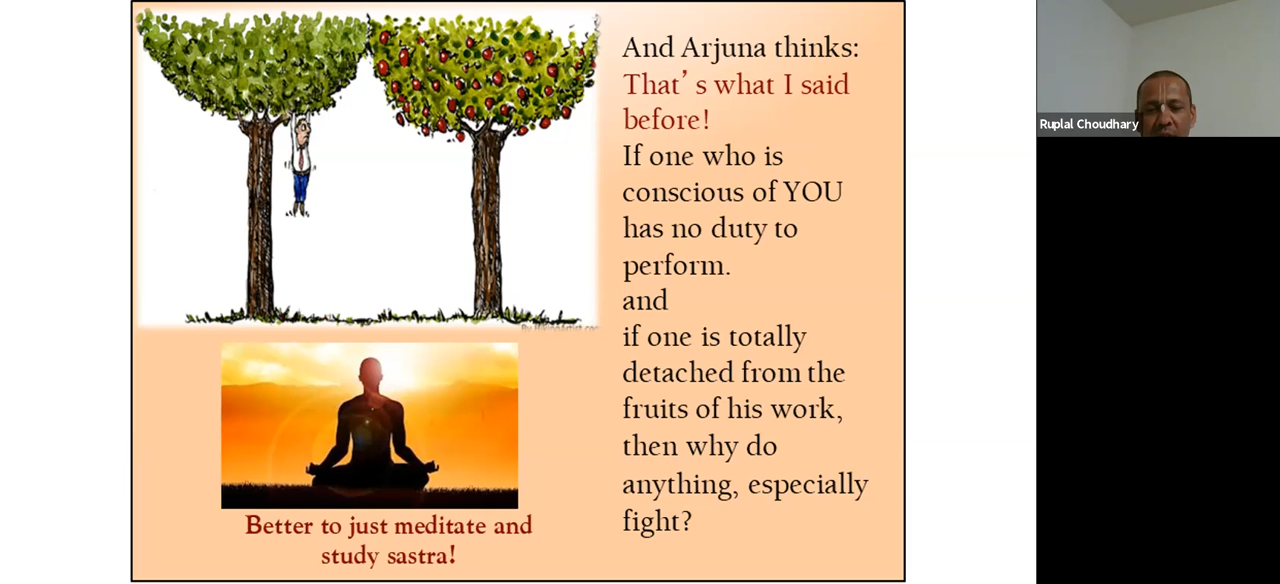 And Arjuna thinks:
That's what I said
before!
If one who is
conscious of YOU
has no duty to
perform.
and
if one is totally
detached from the
fruits of his work,
then why do
anything, especially
fight?
Better to just meditate and
study sastra!
Ruplal Choudhary